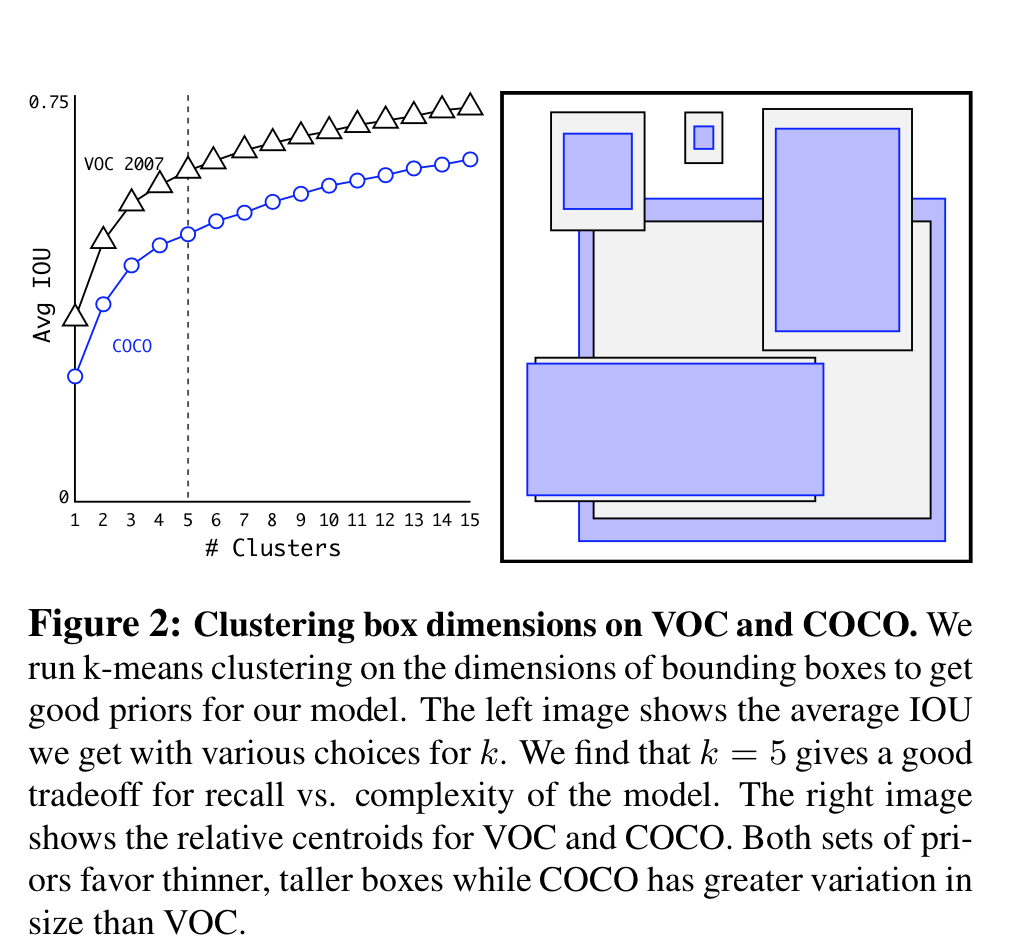 0.75
VOC 2007
Avg IOU
COCO
0
1 2 3 4 5 6 7 8 9 10 11 12 13 14 15
# Clusters
Figure 2: Clustering box dimensions on VOC and COCO. We
run k-means clustering on the dimensions of bounding boxes to get
good priors for our model. The left image shows the average IOU
we get with various choices for k. We find that k = 5 gives a good
tradeoff for recall vs. complexity of the model. The right image
shows the relative centroids for VOC and COCO. Both sets of pri-
ors favor thinner, taller boxes while COCO has greater variation in
size than VOC.